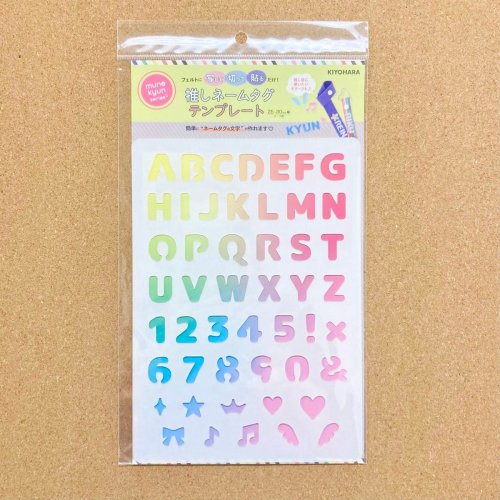 mune
kyun
series
フェルトに 写して 切って 貼るだけ!
KIYOHARA
推しネームタグ
テンプレート
KYUN
簡単に"ネームタグの文字"が作れます♡
ABCDEFG
HIJKLMN
OPQRST
UVWXYZ
12345!×
67890&